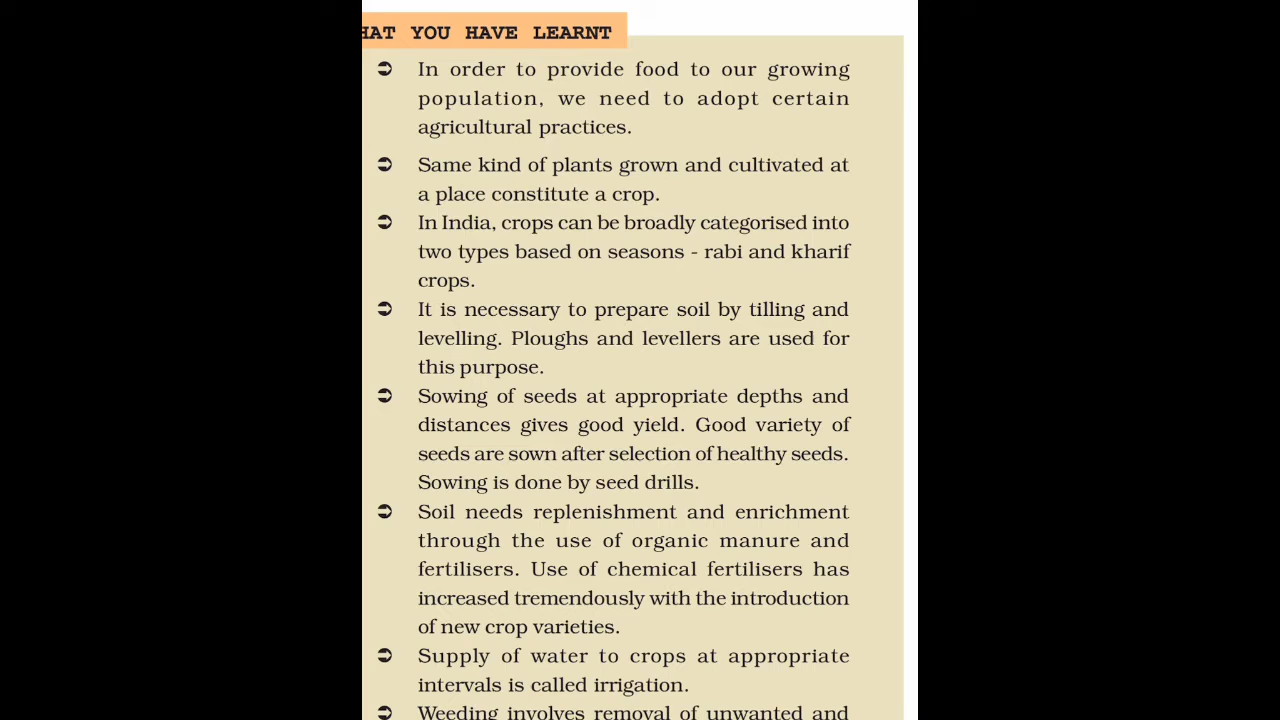 HAT YOU HAVE LEARNT
➲ In order to provide food to our growing
population, we need to adopt certain
agricultural practices.
➲ Same kind of plants grown and cultivated at
a place constitute a crop.
➲ In India, crops can be broadly categorised into
two types based on seasons - rabi and kharif
crops.
➲ It is necessary to prepare soil by tilling and
levelling. Ploughs and levellers are used for
this purpose.
➲ Sowing of seeds at appropriate depths and
distances gives good yield. Good variety of
seeds are sown after selection of healthy seeds.
Sowing is done by seed drills.
➲ Soil needs replenishment and enrichment
through the use of organic manure and
fertilisers. Use of chemical fertilisers has
increased tremendously with the introduction
of new crop varieties.
➲ Supply of water to crops at appropriate
intervals is called irrigation.
➲ Weeding involves removal of unwanted and